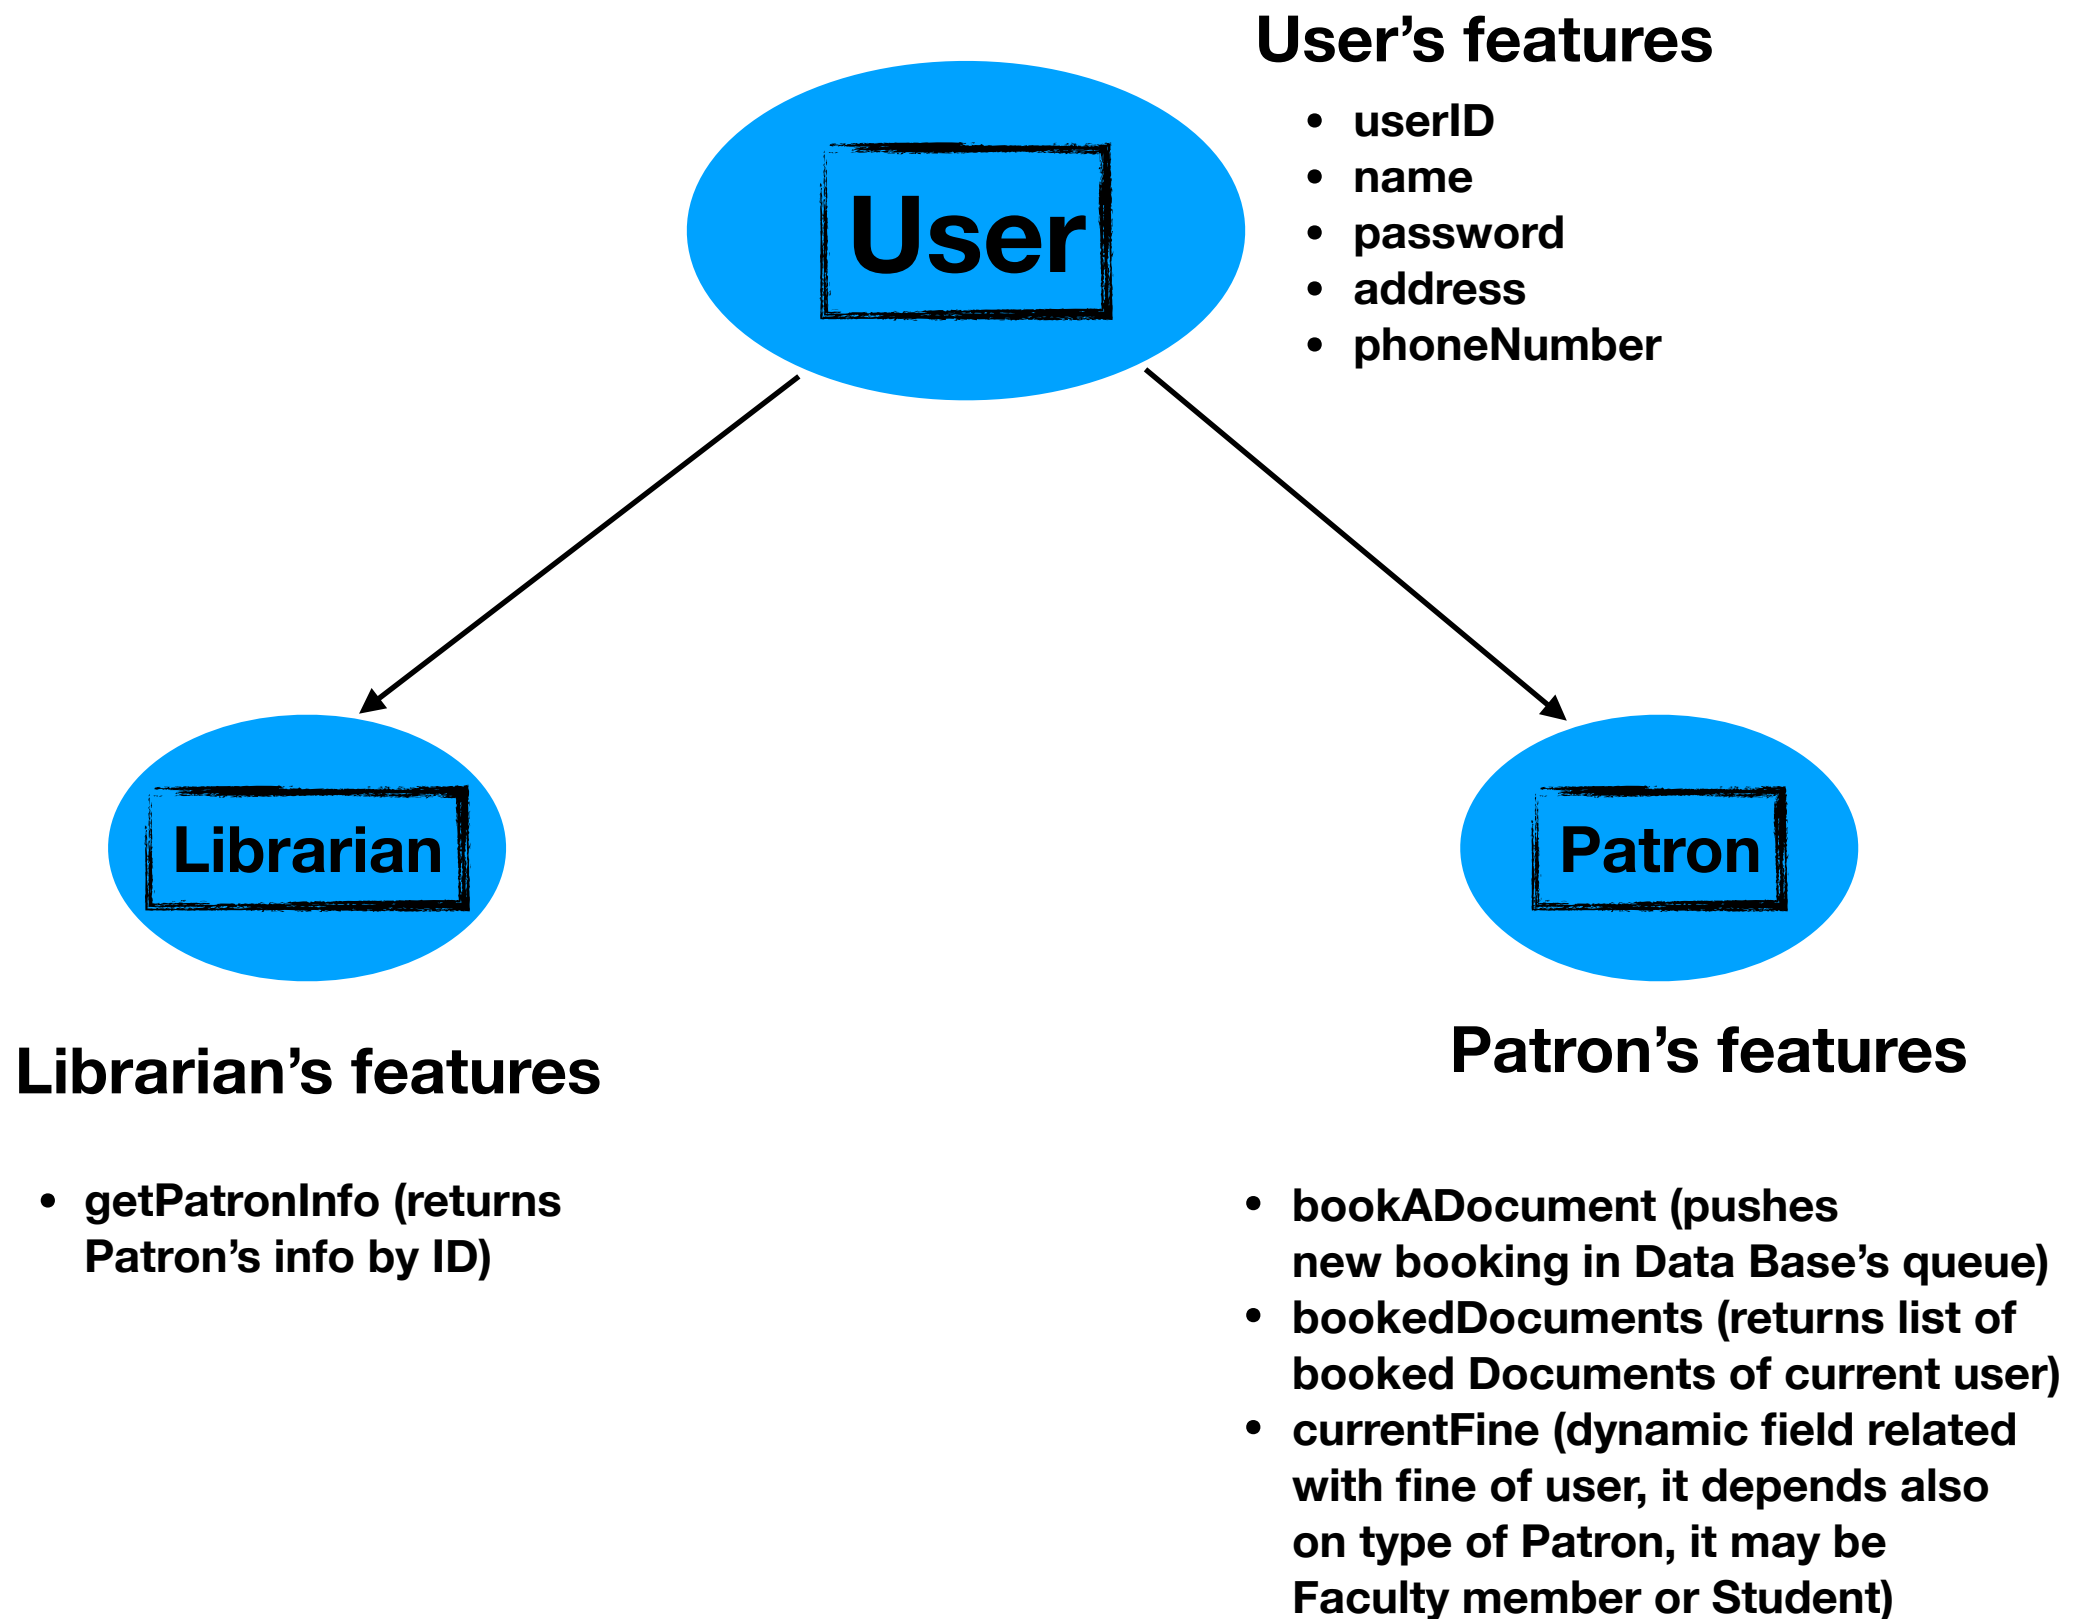 User's features
• userID
• name
• password
• address
• phoneNumber
User
Librarian
Patron
Librarian’s features
• getPatronInfo (returns
Patron’s info by ID)
Patron’s features
• bookADocument (pushes
new booking in Data Base’s queue)
• bookedDocuments (returns list of
booked Documents of current user)
• currentFine (dynamic field related
with fine of user, it depends also
on type of Patron, it may be
Faculty member or Student)